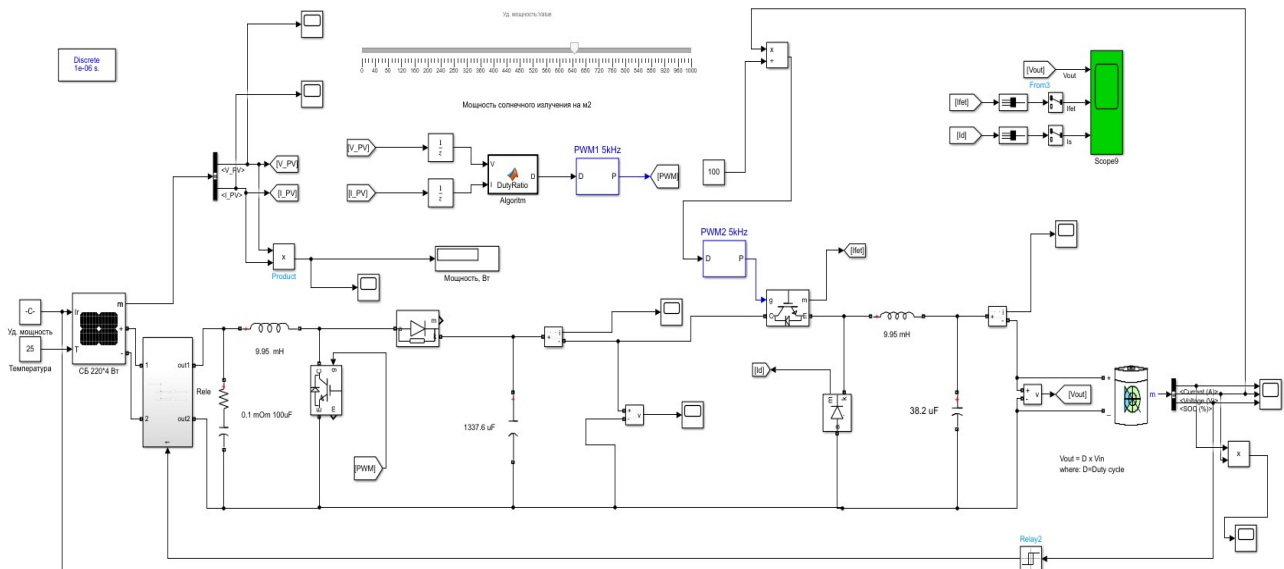 Уд. мощность:Value
0 40 80 120 160 200 240 280 320 360 400 440 480 520 560 600 640 680 720 760 800 840 880 920 960 1000
Мощность солнечного излучения на м2
Discrete
1e-06 s.
[Vout]
Vout
From3
[Ifet]
Ifet
[Id]
Is
Scope9
<V_PV>
[V_PV]
<I_PV>
[I_PV]
[V_PV]
1
z
[I_PV]
1
z
V
I
DutyRatio
D
Algoritm
PWM1 5kHz
D
P
[PWM]
x
÷
100
PWM2 5kHz
D
P
[Ifet]
x
Product
Мощность, Вт
-C-
Уд. мощность
25
Температура
Ir
T
m
+
-
СБ 220*4 Вт
1
2
out1
out2
Rele
9.95 mH
0.1 mOm 100uF
m
[PWM]
1337.6 uF
+
-
i
+
-
v
g
m
C
E
[Id]
9.95 mH
38.2 uF
+
-
i
+
-
v
[Vout]
+
_
m
<Current (A)>
<Voltage (V)>
<SOC (%)>
x
Vout = D x Vin
where: D=Duty cycle
Relay2